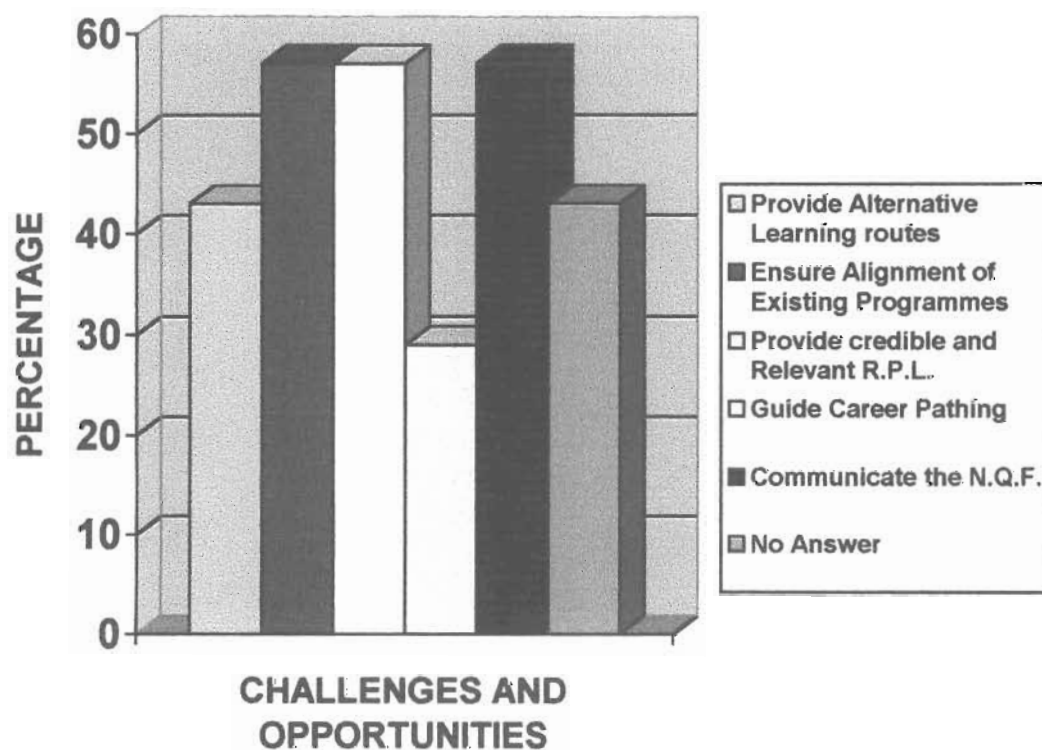 60
50
40
30
20
10
0
PERCENTAGE
CHALLENGES AND
OPPORTUNITIES
Provide Alternative
Learning routes
Ensure Alignment of
Existing Programmes
Provide credible and
Relevant R.P.L.
Guide Career Pathing
Communicate the N.Q.F.
No Answer